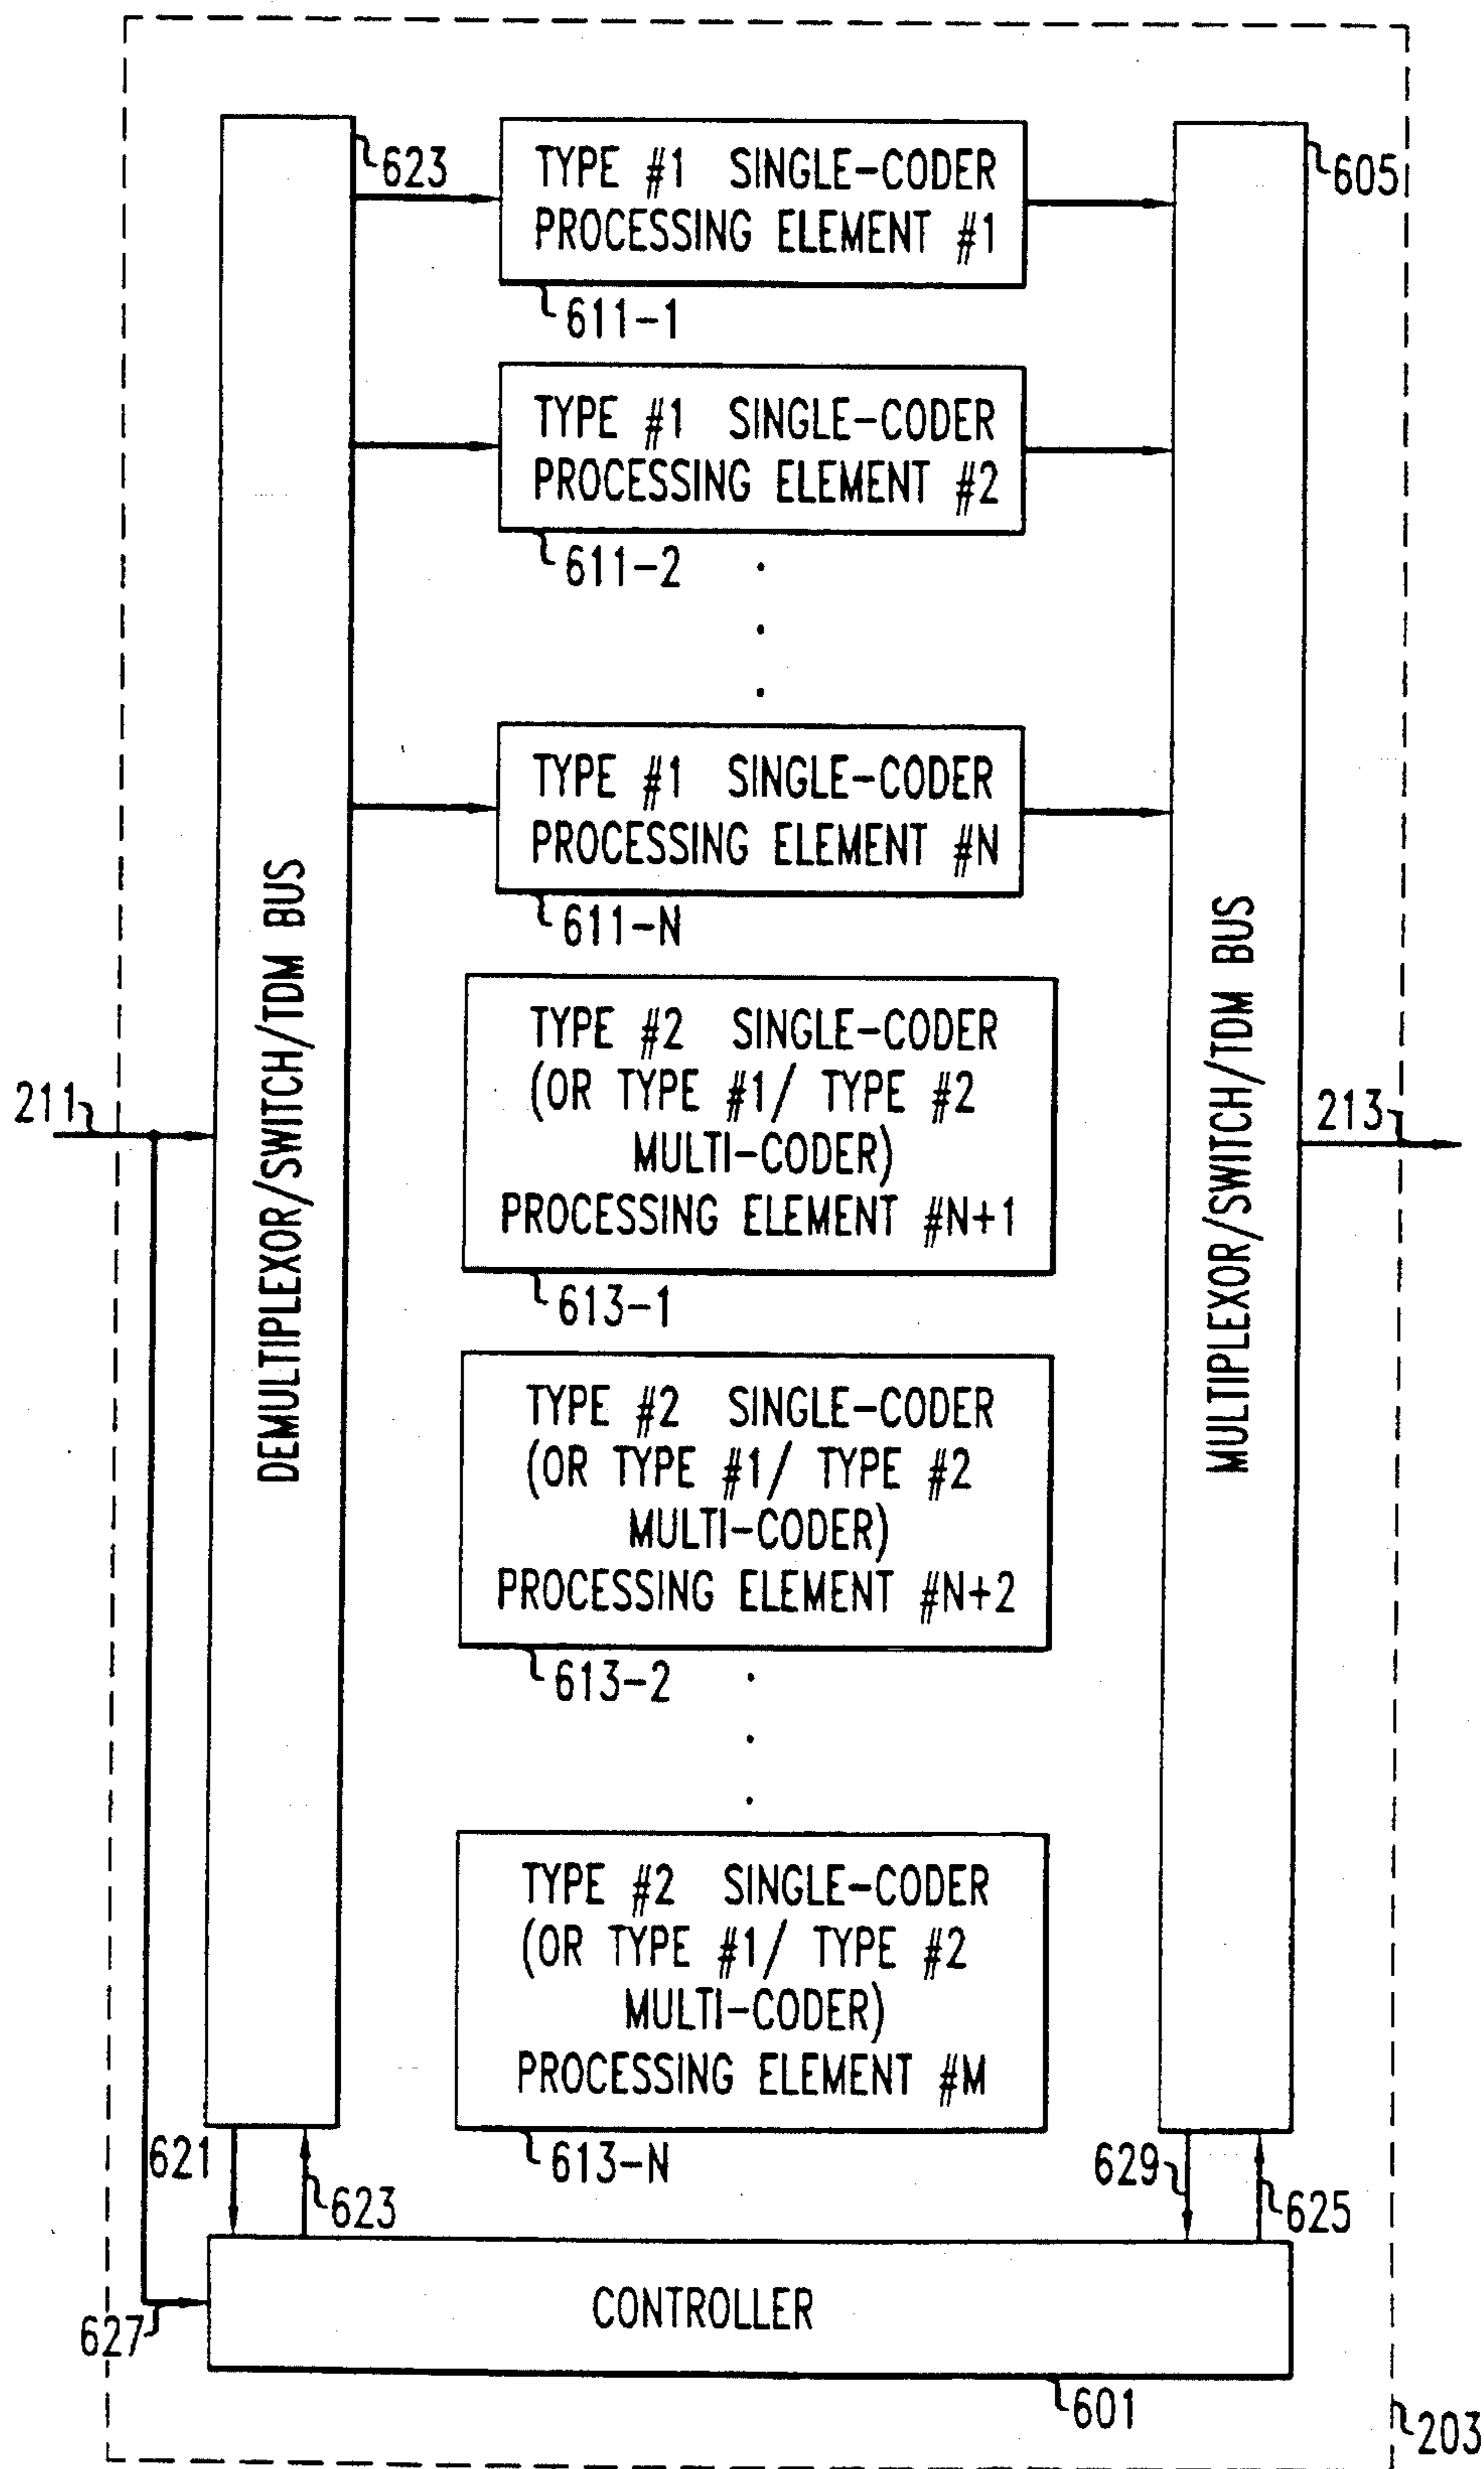 623
605
TYPE #1 SINGLE-CODER
PROCESSING ELEMENT #1
611-1
TYPE #1 SINGLE-CODER
PROCESSING ELEMENT #2
611-2
TYPE #1 SINGLE-CODER
PROCESSING ELEMENT #N
611-N
DEMULTIPLEXOR/SWITCH/TDM BUS
MULTIPLEXOR/SWITCH/TDM BUS
211
213
TYPE #2 SINGLE-CODER
(OR TYPE #1/ TYPE #2
MULTI-CODER)
PROCESSING ELEMENT #N+1
613-1
TYPE #2 SINGLE-CODER
(OR TYPE #1/ TYPE #2
MULTI-CODER)
PROCESSING ELEMENT #N+2
613-2
TYPE #2 SINGLE-CODER
(OR TYPE #1/ TYPE #2
MULTI-CODER)
PROCESSING ELEMENT #M
613-N
621
623
629
625
627
CONTROLLER
601
203